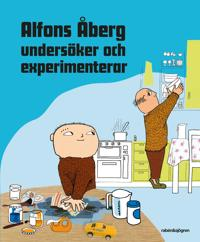 Alfons Åberg
undersöker och
experimenterar
rabén&sjögren